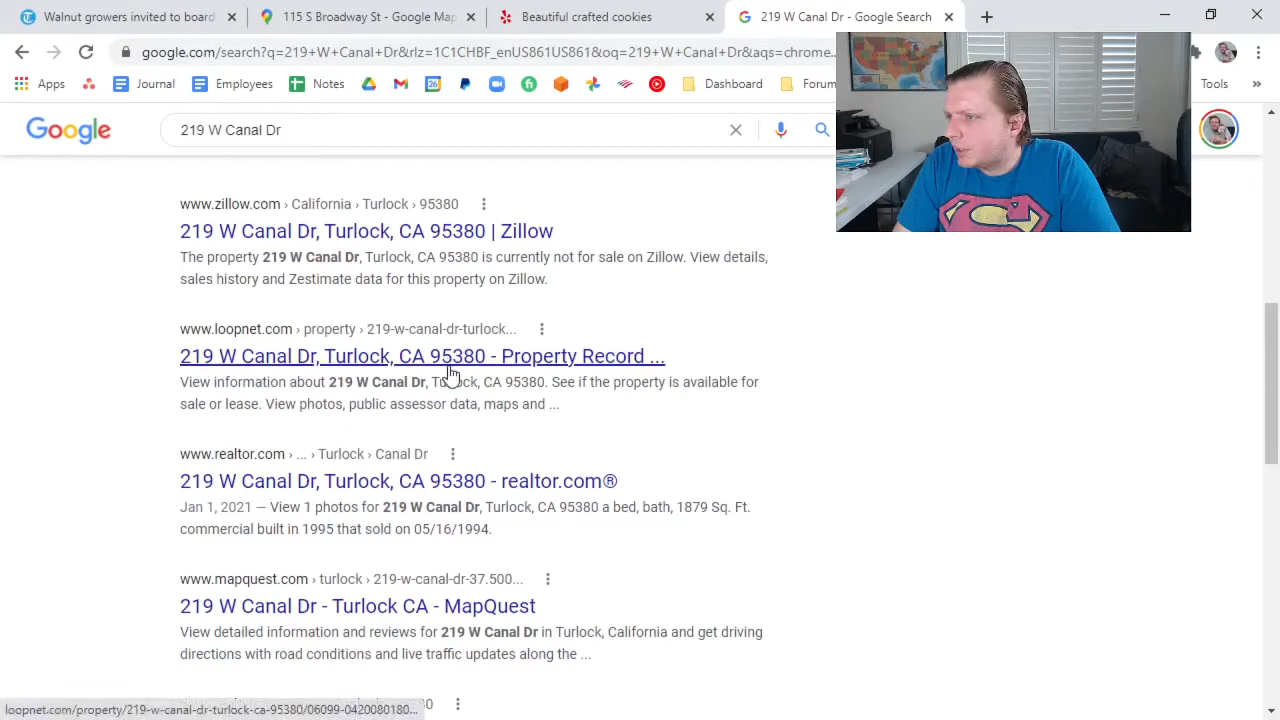 Walnut growers invited to board
115 S Broadway St - Google Map
Beautiful crafted cookies
219 W Canal Dr - Google Search
google.com/search?q=219+W+Canal+Dr&rlz=1C1CHBF_enUS861US861&oq=219+W+Canal+Dr&aqs=chrome...
Apps
Journal
Employees
Notes
Dashboard
Forum
Tools
Google
219 W Canal Dr
www.zillow.com › California › Turlock › 95380
219 W Canal Dr, Turlock, CA 95380 | Zillow
The property 219 W Canal Dr, Turlock, CA 95380 is currently not for sale on Zillow. View details,
sales history and Zestimate data for this property on Zillow.
www.loopnet.com › property › 219-w-canal-dr-turlock...
219 W Canal Dr, Turlock, CA 95380 - Property Record ...
View information about 219 W Canal Dr, Turlock, CA 95380. See if the property is available for
sale or lease. View photos, public assessor data, maps and ...
www.realtor.com › ... › Turlock › Canal Dr
219 W Canal Dr, Turlock, CA 95380 - realtor.com®
Jan 1, 2021 — View 1 photos for 219 W Canal Dr, Turlock, CA 95380 a bed, bath, 1879 Sq. Ft.
commercial built in 1995 that sold on 05/16/1994.
www.mapquest.com › turlock › 219-w-canal-dr-37.500...
219 W Canal Dr - Turlock CA - MapQuest
View detailed information and reviews for 219 W Canal Dr in Turlock, California and get driving
directions with road conditions and live traffic updates along the ...
loopnet.com/property/219-w-canal-dr-turlock-ca-95380/06099-0420080180...